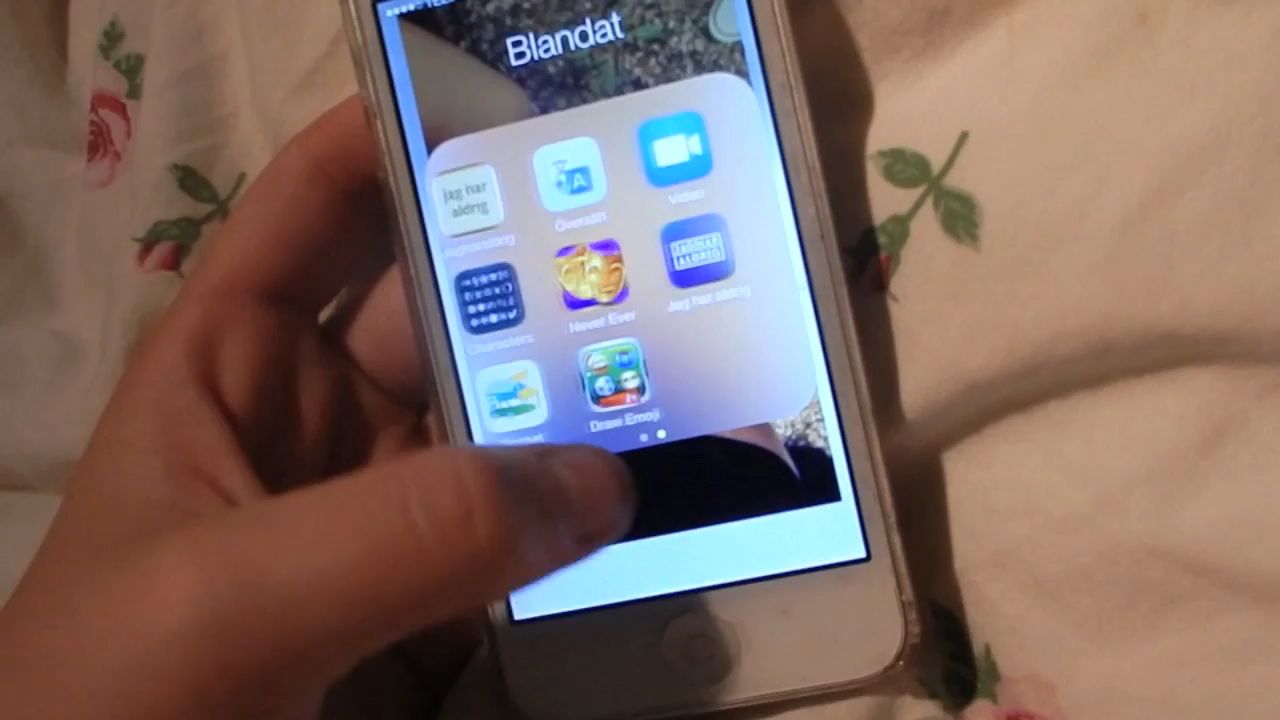 Blandat
Jag har
aldrig
Översätt
Video
JAG HAR
ALDRIG
Characters
Never Ever
Jag har aldrig
Draw Emoji